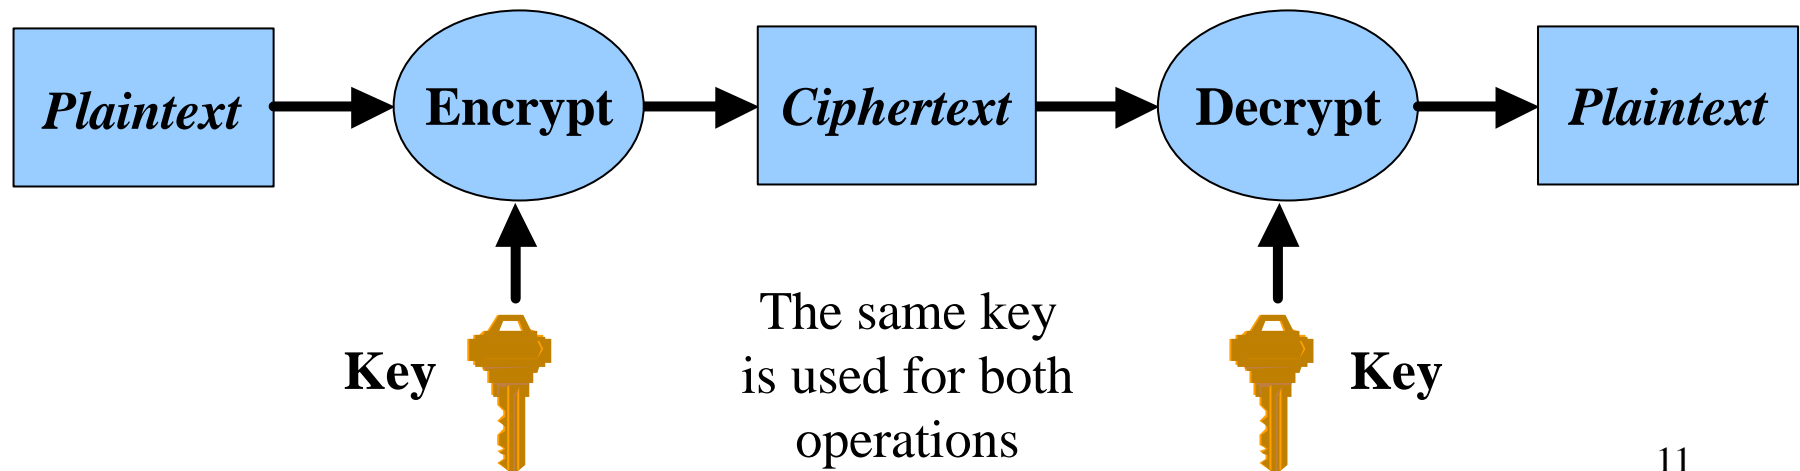 Plaintext
Encrypt
Ciphertext
Decrypt
Plaintext
Key
The same key
is used for both
operations
Key
11